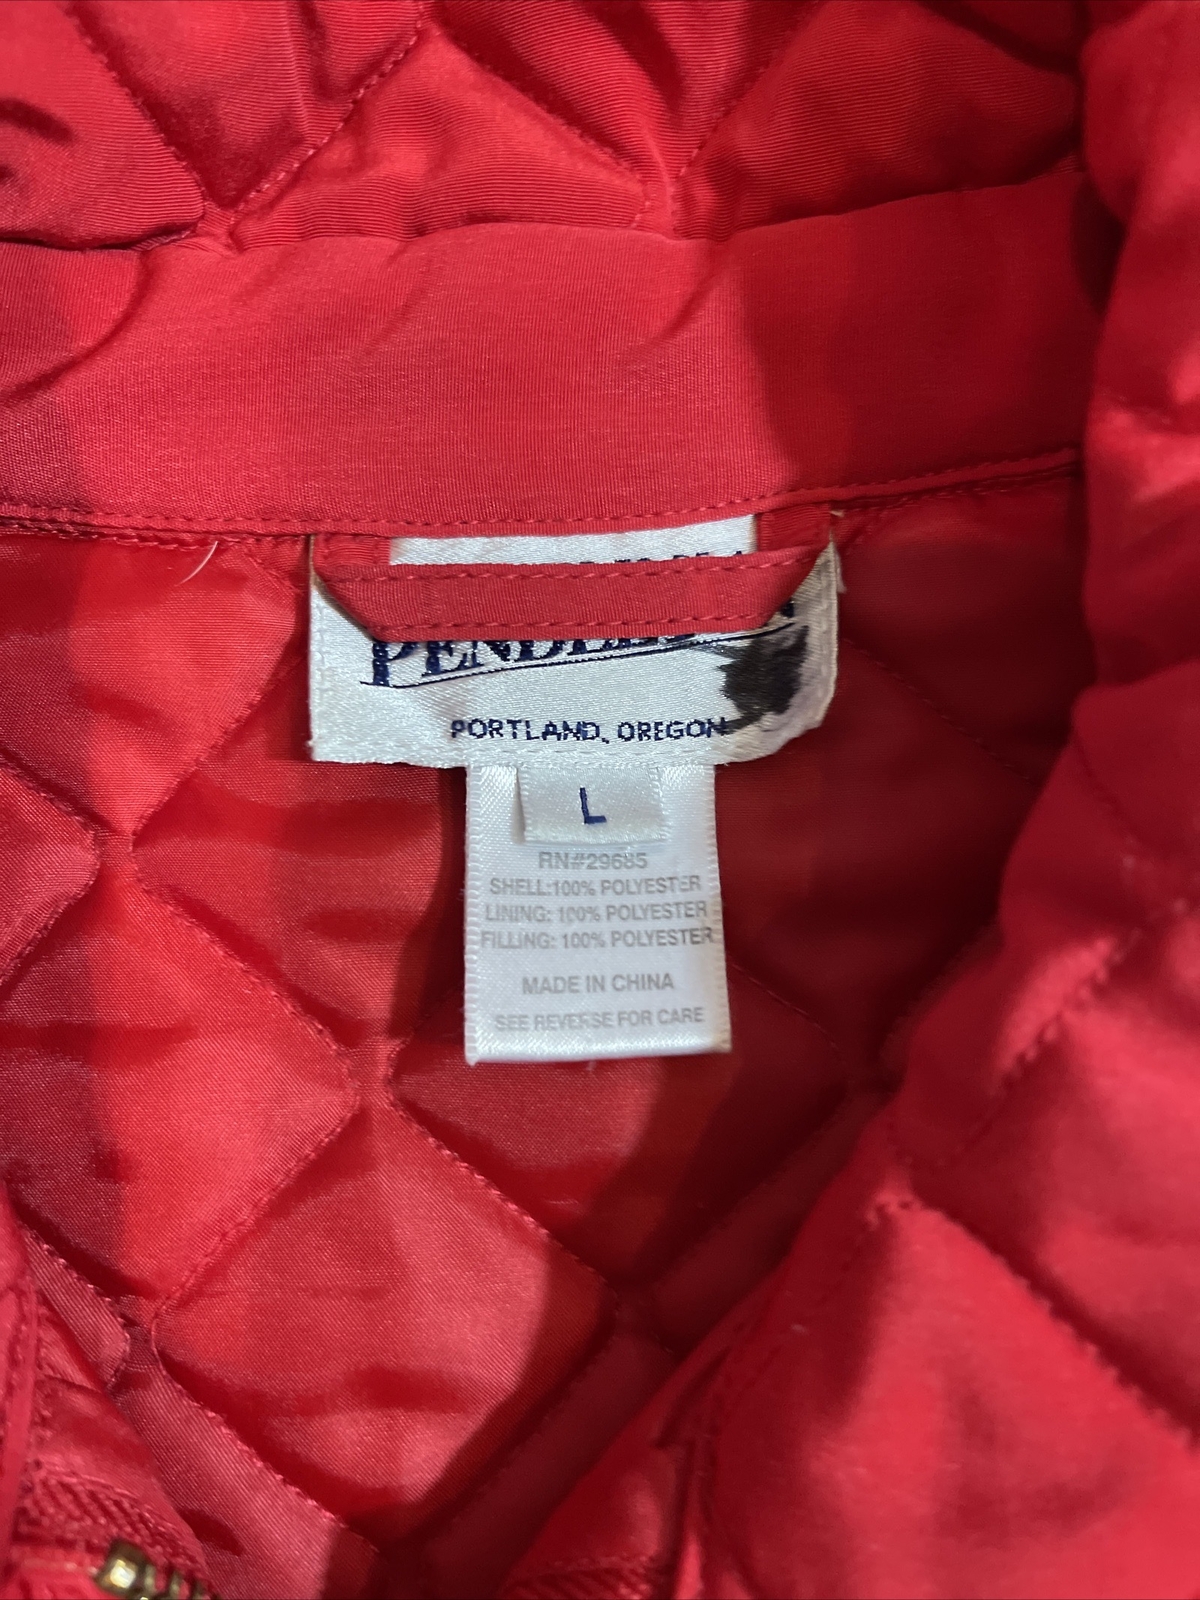 PENDLETON
PORTLAND, OREGON
L
RN#29685
SHELL:100% POLYESTER
LINING: 100% POLYESTER
FILLING: 100% POLYESTER
MADE IN CHINA
SEE REVERSE FOR CARE